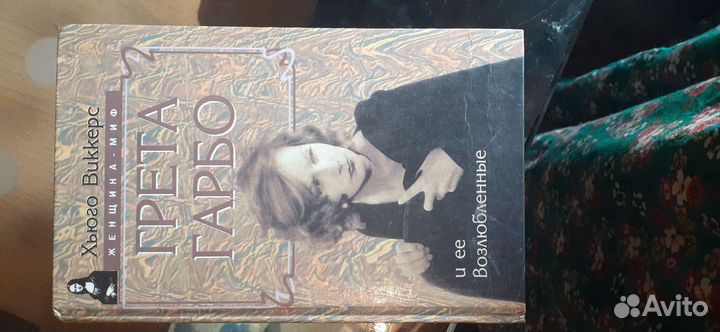 Хьюго Виккерс
ЖЕНЩИНА-МИФ
ГРЕТА
ГАРБО
и ее
Возлюбленные
Avito